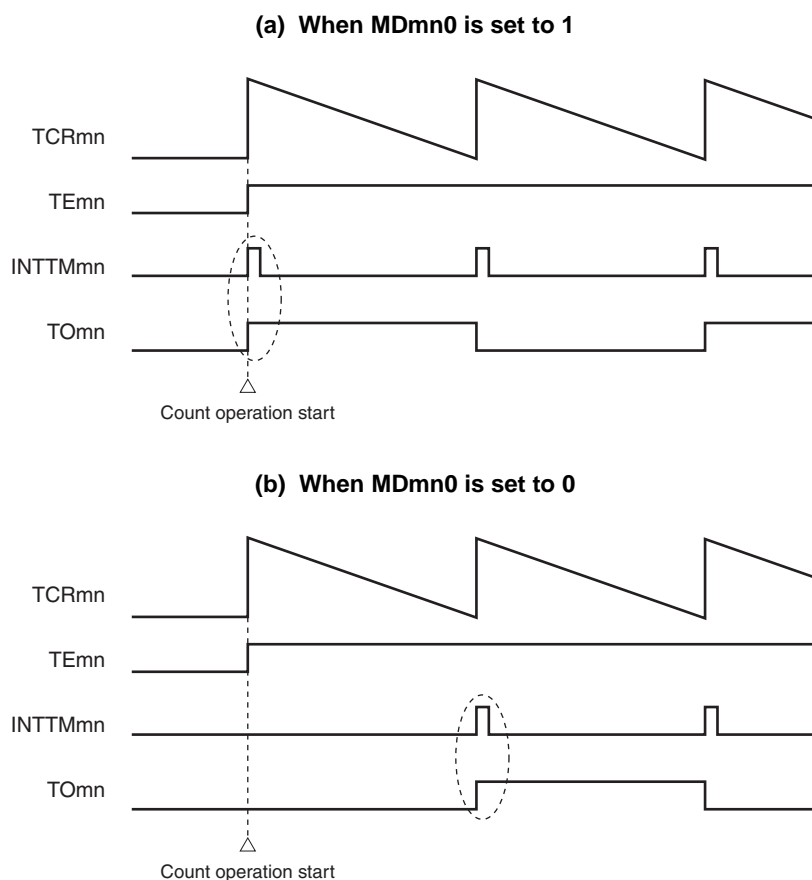 (a) When MDmn0 is set to 1
TCRmn
TEmn
INTTMmn
TOmn
Count operation start
(b) When MDmn0 is set to 0
TCRmn
TEmn
INTTMmn
TOmn
Count operation start